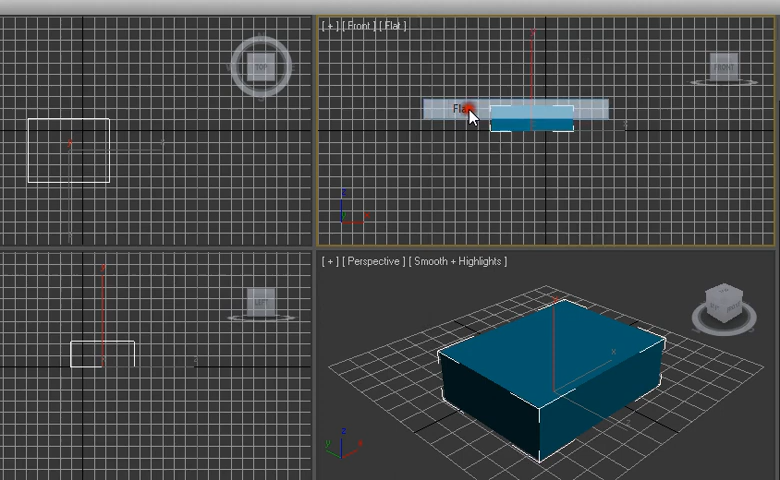 TOP
[ + ] [ Front ] [ Flat ]
FRONT
z
x
LEFT
[ + ] [ Perspective ] [ Smooth + Highlights ]
x
z
y
x